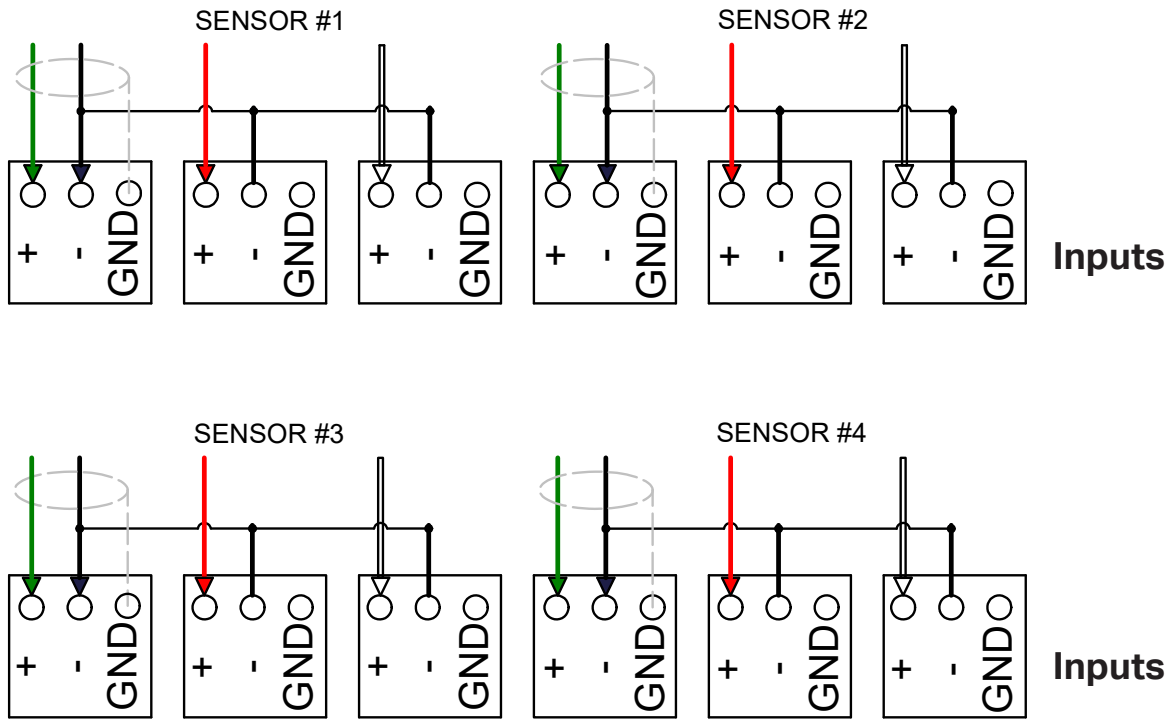 SENSOR #1
SENSOR #2
+ - GND + - GND + - GND + - GND + - GND + - GND
Inputs
SENSOR #3
SENSOR #4
+ - GND + - GND + - GND + - GND + - GND + - GND
Inputs